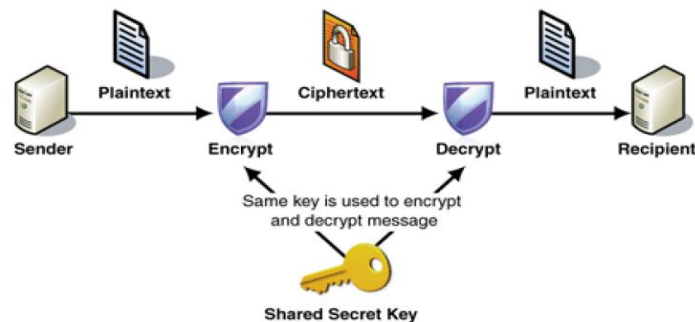 Plaintext
Ciphertext
Plaintext
Sender
Encrypt
Decrypt
Recipient
Same key is used to encrypt
and decrypt message
Shared Secret Key